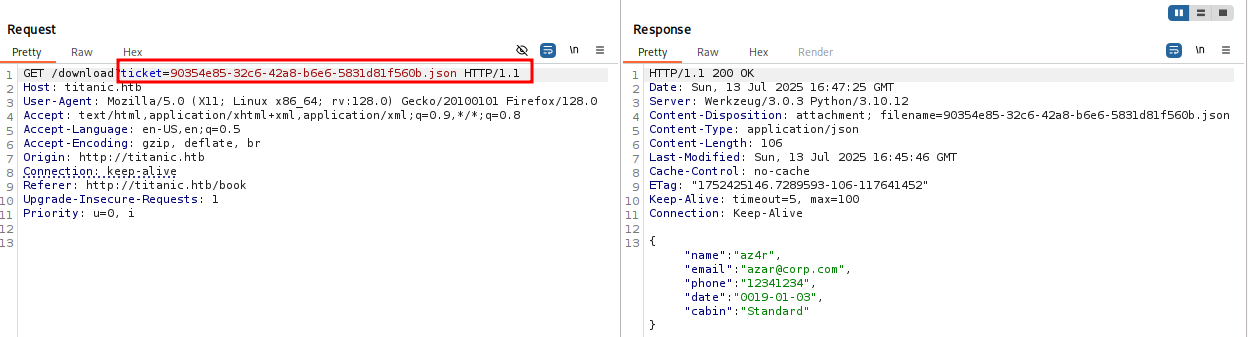 Request
Pretty Raw Hex \n
1 GET /download?ticket=90354e85-32c6-42a8-b6e6-5831d81f560b.json HTTP/1.1
2 Host: titanic.htb
3 User-Agent: Mozilla/5.0 (X11; Linux x86_64; rv:128.0) Gecko/20100101 Firefox/128.0
4 Accept: text/html,application/xhtml+xml,application/xml;q=0.9,*/*;q=0.8
5 Accept-Language: en-US,en;q=0.5
6 Accept-Encoding: gzip, deflate, br
7 Origin: http://titanic.htb
8 Connection: keep-alive
9 Referer: http://titanic.htb/book
10 Upgrade-Insecure-Requests: 1
11 Priority: u=0, i
12
13
Response
Pretty Raw Hex Render \n
1 HTTP/1.1 200 OK
2 Date: Sun, 13 Jul 2025 16:47:25 GMT
3 Server: Werkzeug/3.0.3 Python/3.10.12
4 Content-Disposition: attachment; filename=90354e85-32c6-42a8-b6e6-5831d81f560b.json
5 Content-Type: application/json
6 Content-Length: 106
7 Last-Modified: Sun, 13 Jul 2025 16:45:46 GMT
8 Cache-Control: no-cache
9 ETag: "1752425146.7289593-106-117641452"
10 Keep-Alive: timeout=5, max=100
11 Connection: Keep-Alive
12
13 {
"name":"az4r",
"email":"azar@corp.com",
"phone":"12341234",
"date":"0019-01-03",
"cabin":"Standard"
}